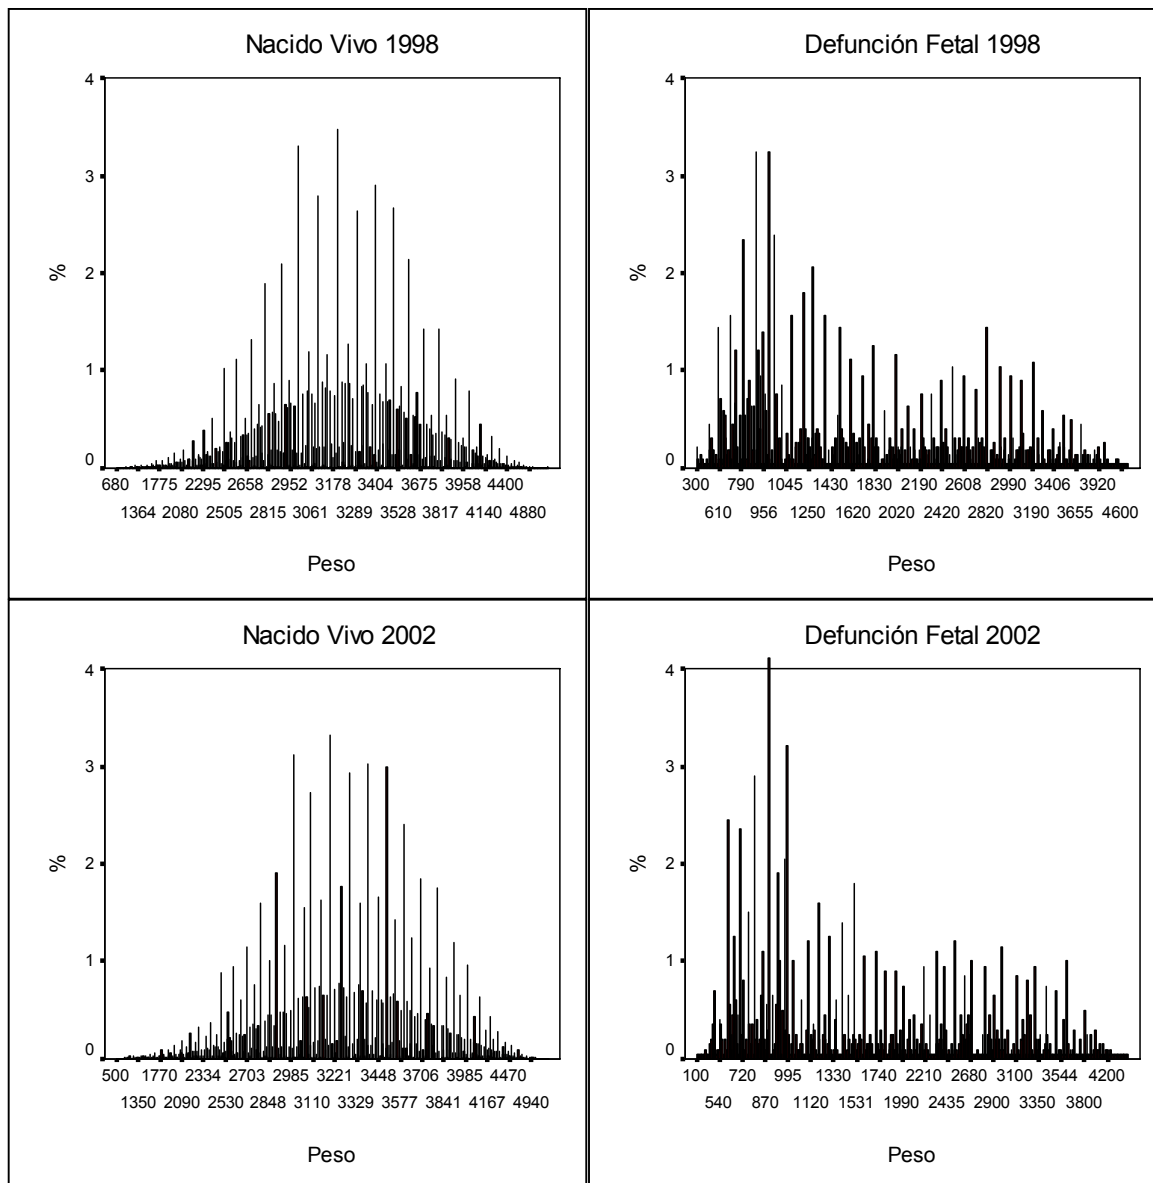 Nacido Vivo 1998
4
3
2
1
0
%
680 1775 2295 2658 2952 3178 3404 3675 3958 4400
1364 2080 2505 2815 3061 3289 3528 3817 4140 4880
Peso
Defunción Fetal 1998
4
3
2
1
0
%
300 790 1045 1430 1830 2190 2608 2990 3406 3920
610 956 1250 1620 2020 2420 2820 3190 3655 4600
Peso
Nacido Vivo 2002
4
3
2
1
0
%
500 1770 2334 2703 2985 3221 3448 3706 3985 4470
1350 2090 2530 2848 3110 3329 3577 3841 4167 4940
Peso
Defunción Fetal 2002
4
3
2
1
0
%
100 720 995 1330 1740 2210 2680 3100 3544 4200
540 870 1120 1531 1990 2435 2900 3350 3800
Peso